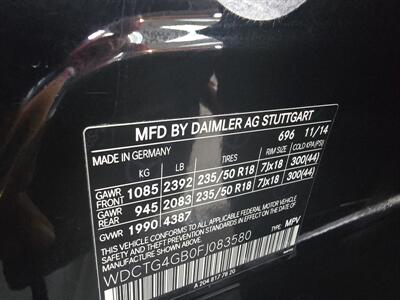 MFD BY DAIMLER AG STUTTGART
696 11/14
MADE IN GERMANY
KG LB TIRES RIM SIZE COLD KPA (PSI)
GAWR FRONT 1085 2392 235/50 R18 7Jx18 300(44)
GAWR REAR 945 2083 235/50 R18 7Jx18 300(44)
GVWR 1990 4387
THIS VEHICLE CONFORMS TO ALL APPLICABLE FEDERAL MOTOR VEHICLE
SAFETY AND THEFT PREVENTION STANDARDS IN EFFECT ON THE
DATE OF MANUFACTURE SHOWN ABOVE.
WDCTG4GB0FJ083580 TYPE: MPV
A 204 817 78 20